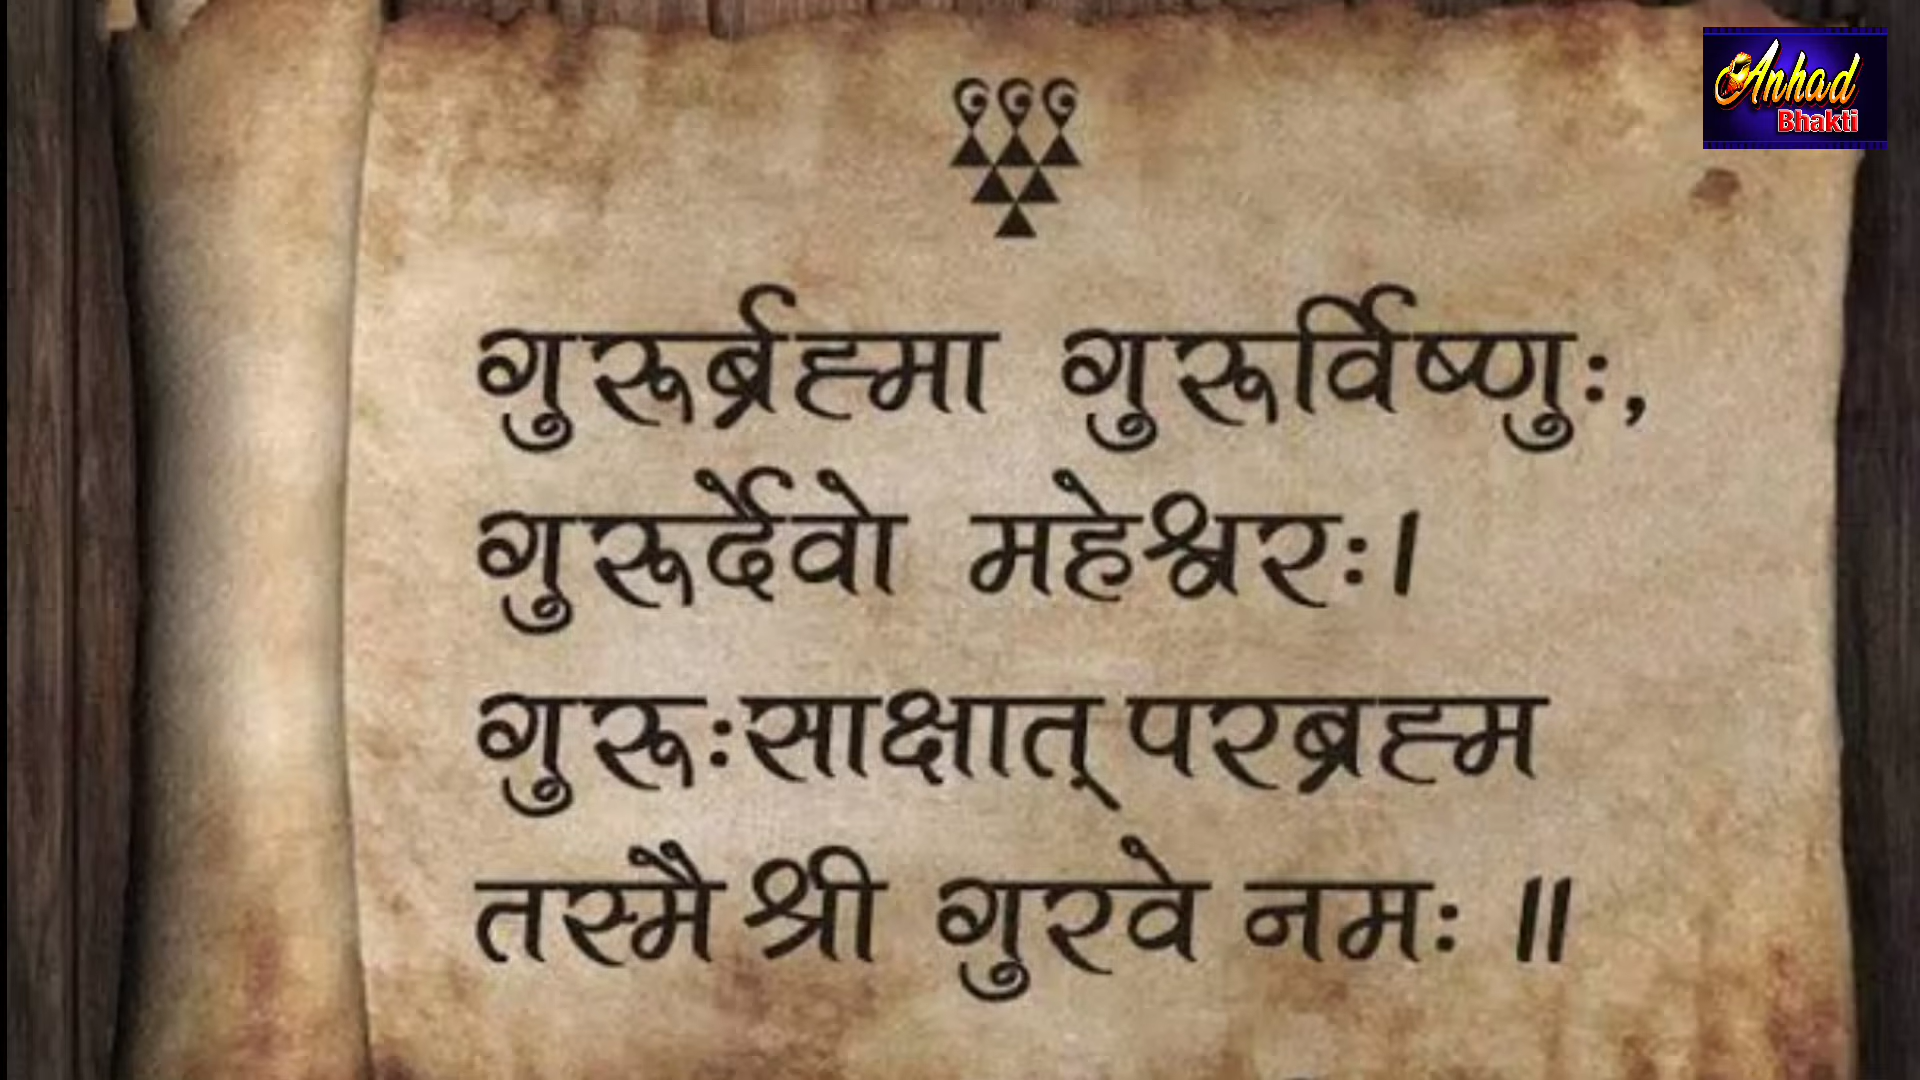 Anhad
Bhakti
गुरूर्ब्रह्मा गुरूर्विष्णुः,
गुरूर्देवो महेश्वरः।
गुरूःसाक्षात् परब्रह्म
तस्मै श्री गुरवे नमः ॥